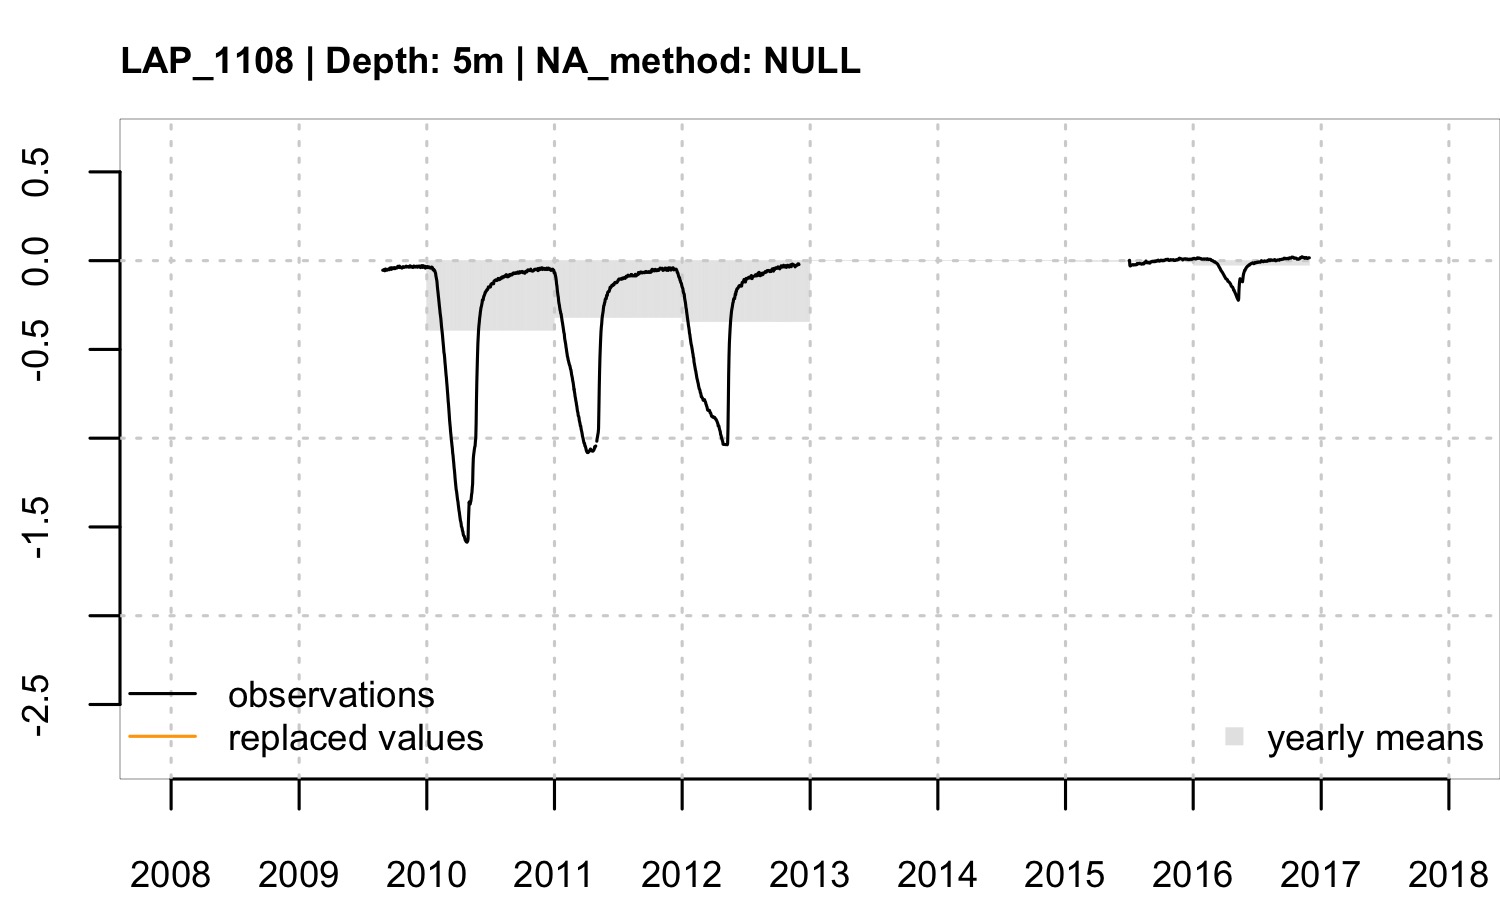 LAP_1108 | Depth: 5m | NA_method: NULL
0.5
0.0
-0.5
-1.5
-2.5
observations
replaced values
yearly means
2008 2009 2010 2011 2012 2013 2014 2015 2016 2017 2018